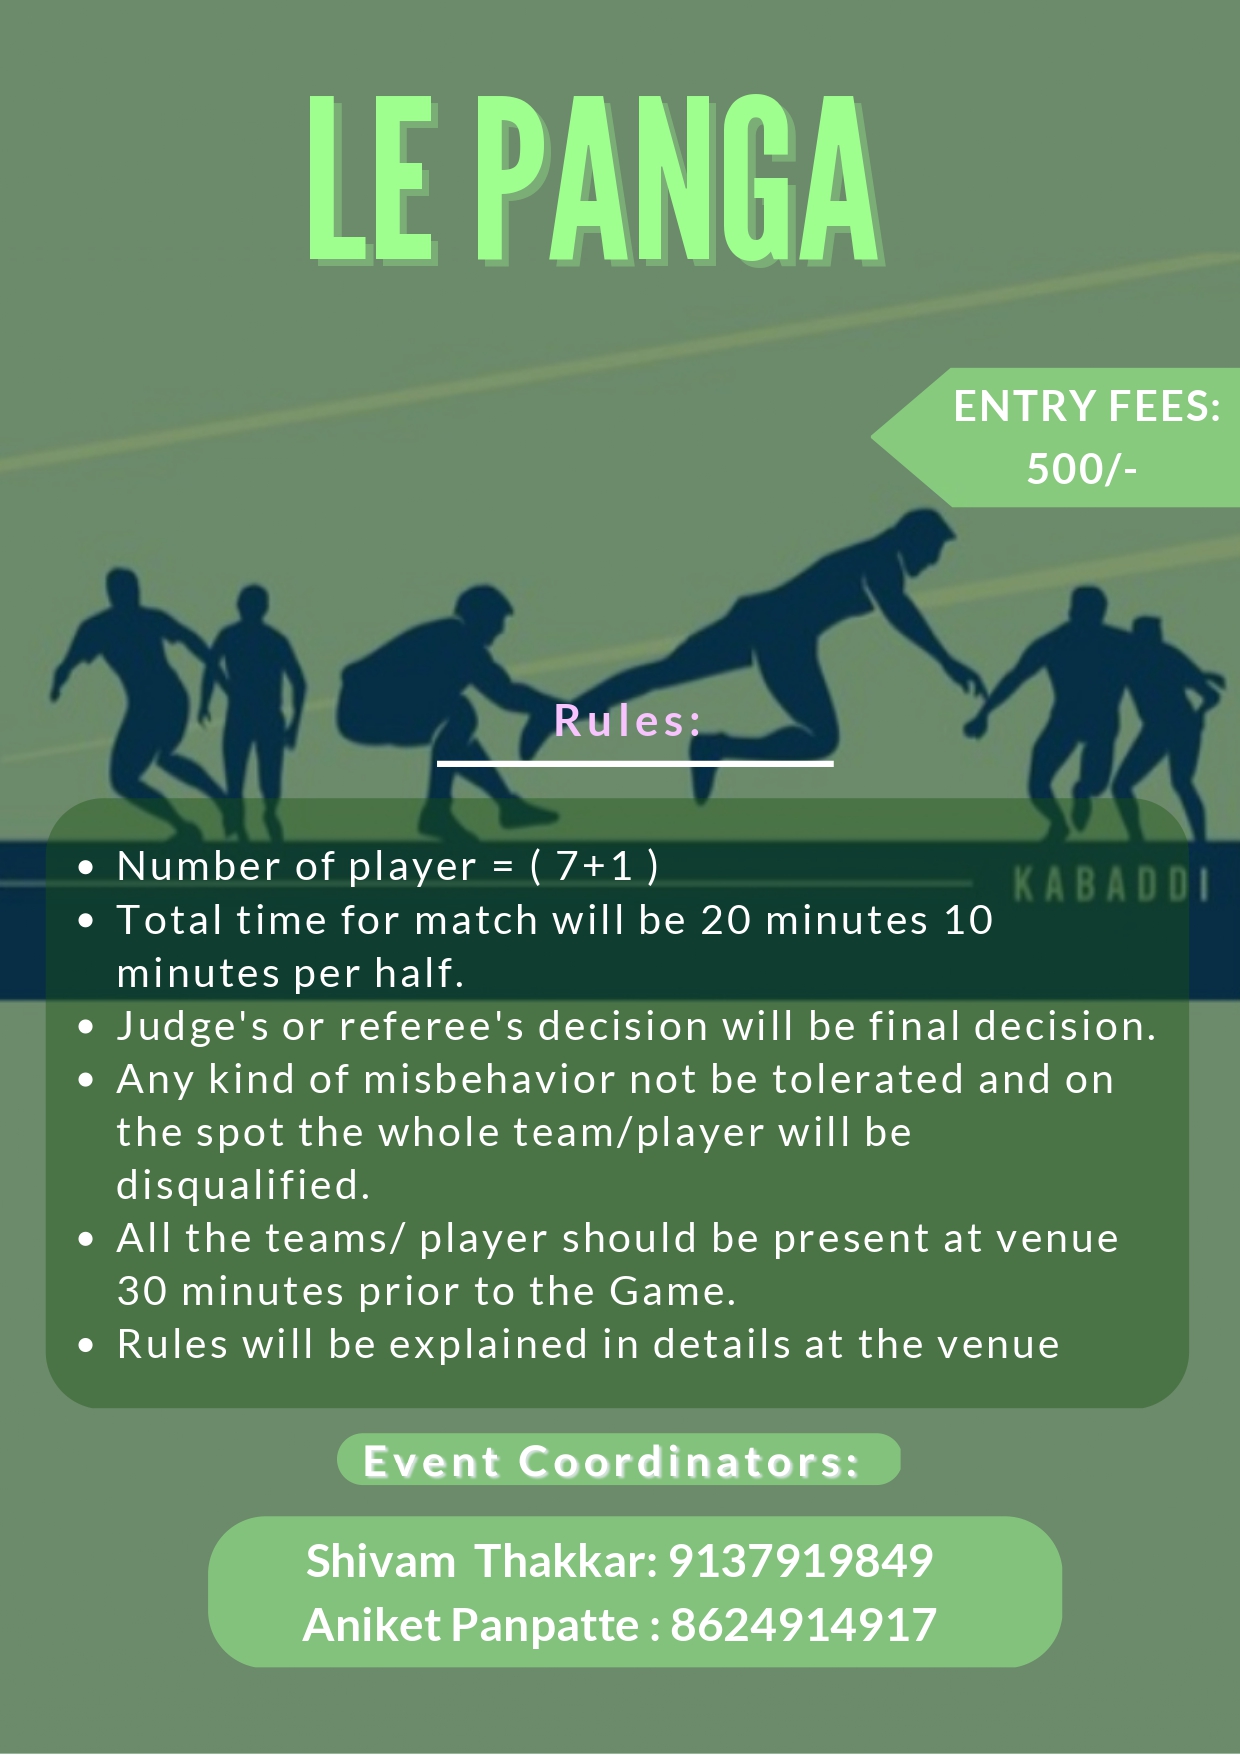 LE PANGA
ENTRY FEES:
500/-
Rules:
• Number of player = ( 7+1 )
KABADDI
• Total time for match will be 20 minutes 10
minutes per half.
• Judge's or referee's decision will be final decision.
• Any kind of misbehavior not be tolerated and on
the spot the whole team/player will be
disqualified.
• All the teams/ player should be present at venue
30 minutes prior to the Game.
• Rules will be explained in details at the venue
Event Coordinators:
Shivam  Thakkar: 9137919849
Aniket Panpatte : 8624914917